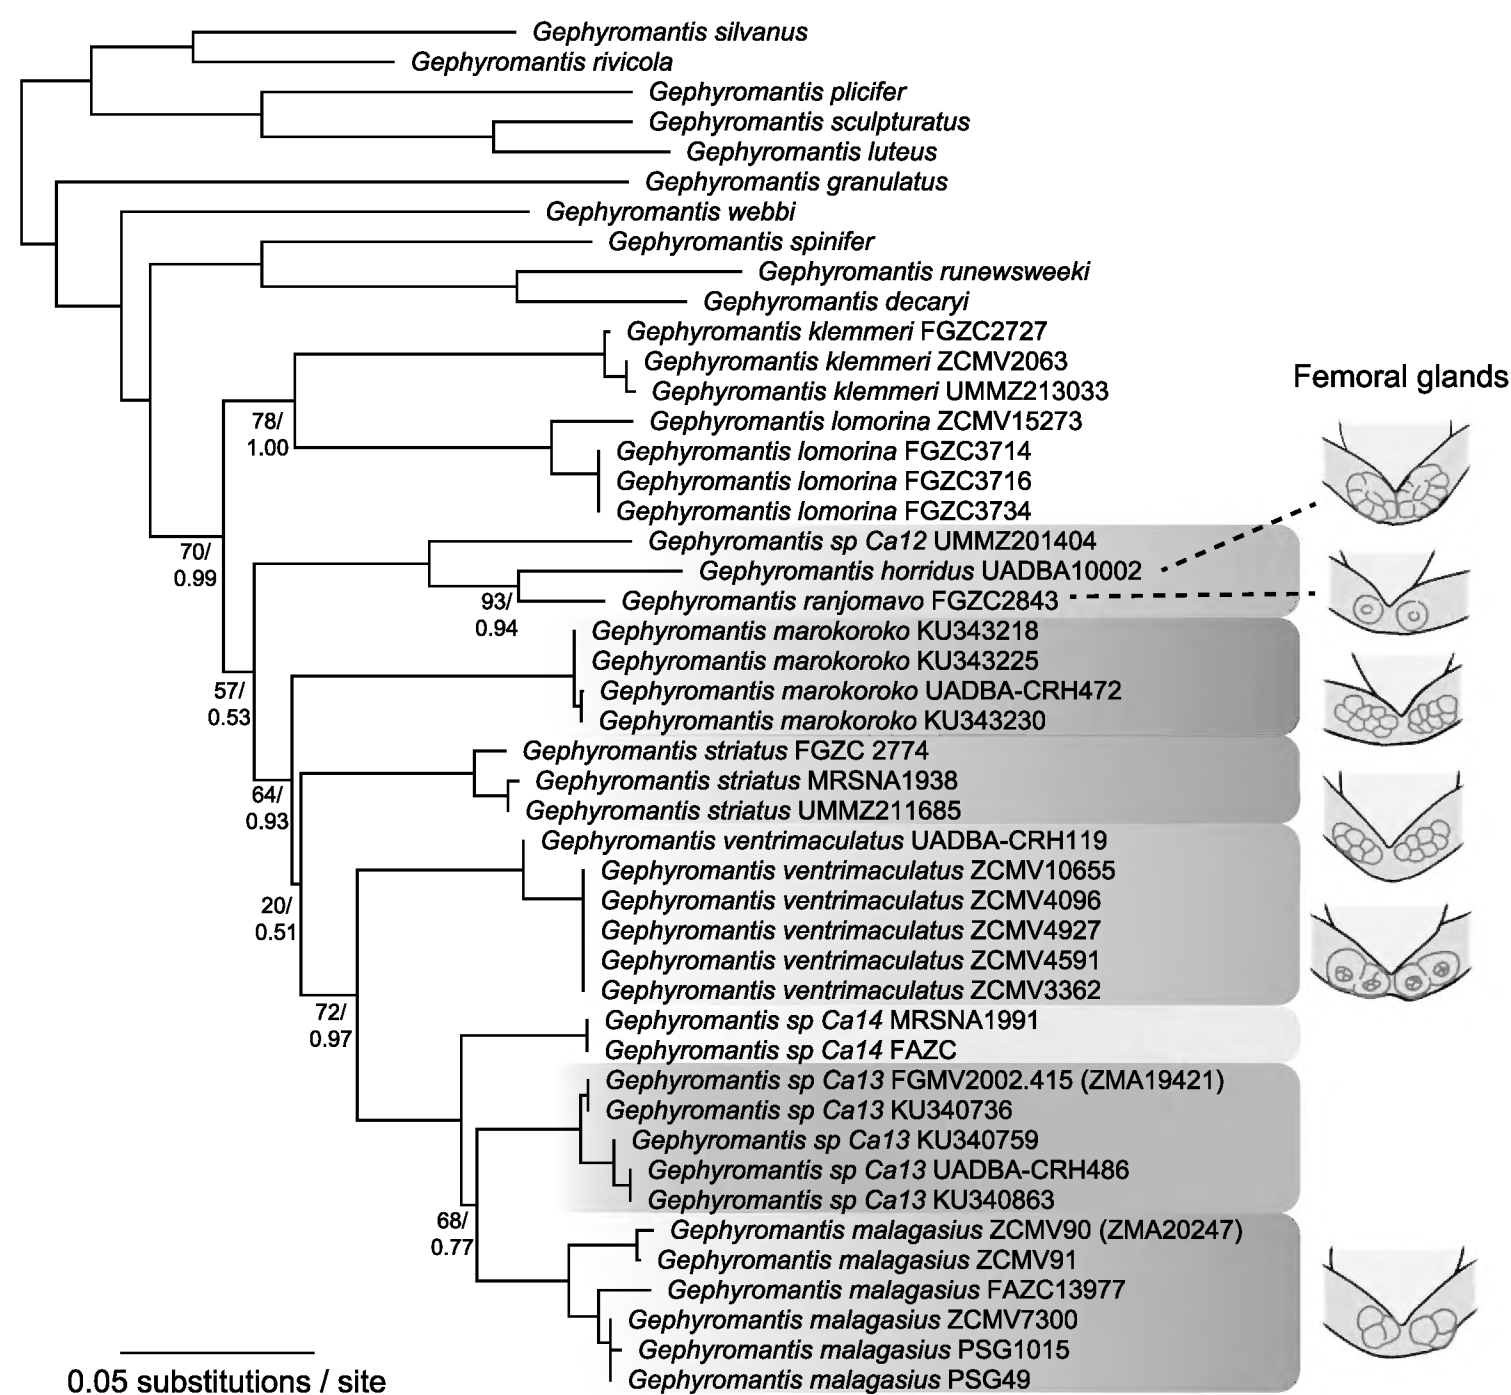 Gephyromantis silvanus
Gephyromantis rivicola
Gephyromantis plicifer
Gephyromantis sculpturatus
Gephyromantis luteus
Gephyromantis granulatus
Gephyromantis webbi
Gephyromantis spinifer
Gephyromantis runewsweeki
Gephyromantis decaryi
Gephyromantis klemmeri FGZC2727
Gephyromantis klemmeri ZCMV2063
Femoral glands
Gephyromantis klemmeri UMMZ213033
78/
1.00
Gephyromantis lomorina ZCMV15273
Gephyromantis lomorina FGZC3714
Gephyromantis lomorina FGZC3716
Gephyromantis lomorina FGZC3734
70/
0.99
Gephyromantis sp Ca12 UMMZ201404
Gephyromantis horridus UADBA10002
93/
0.94
Gephyromantis ranjomavo FGZC2843
Gephyromantis marokoroko KU343218
Gephyromantis marokoroko KU343225
57/
0.53
Gephyromantis marokoroko UADBA-CRH472
Gephyromantis marokoroko KU343230
Gephyromantis striatus FGZC 2774
Gephyromantis striatus MRSNA1938
64/
0.93
Gephyromantis striatus UMMZ211685
Gephyromantis ventrimaculatus UADBA-CRH119
Gephyromantis ventrimaculatus ZCMV10655
Gephyromantis ventrimaculatus ZCMV4096
20/
0.51
Gephyromantis ventrimaculatus ZCMV4927
Gephyromantis ventrimaculatus ZCMV4591
Gephyromantis ventrimaculatus ZCMV3362
72/
0.97
Gephyromantis sp Ca14 MRSNA1991
Gephyromantis sp Ca14 FAZC
Gephyromantis sp Ca13 FGMV2002.415 (ZMA19421)
Gephyromantis sp Ca13 KU340736
Gephyromantis sp Ca13 KU340759
Gephyromantis sp Ca13 UADBA-CRH486
Gephyromantis sp Ca13 KU340863
68/
0.77
Gephyromantis malagasius ZCMV90 (ZMA20247)
Gephyromantis malagasius ZCMV91
Gephyromantis malagasius FAZC13977
Gephyromantis malagasius ZCMV7300
Gephyromantis malagasius PSG1015
Gephyromantis malagasius PSG49
0.05 substitutions / site